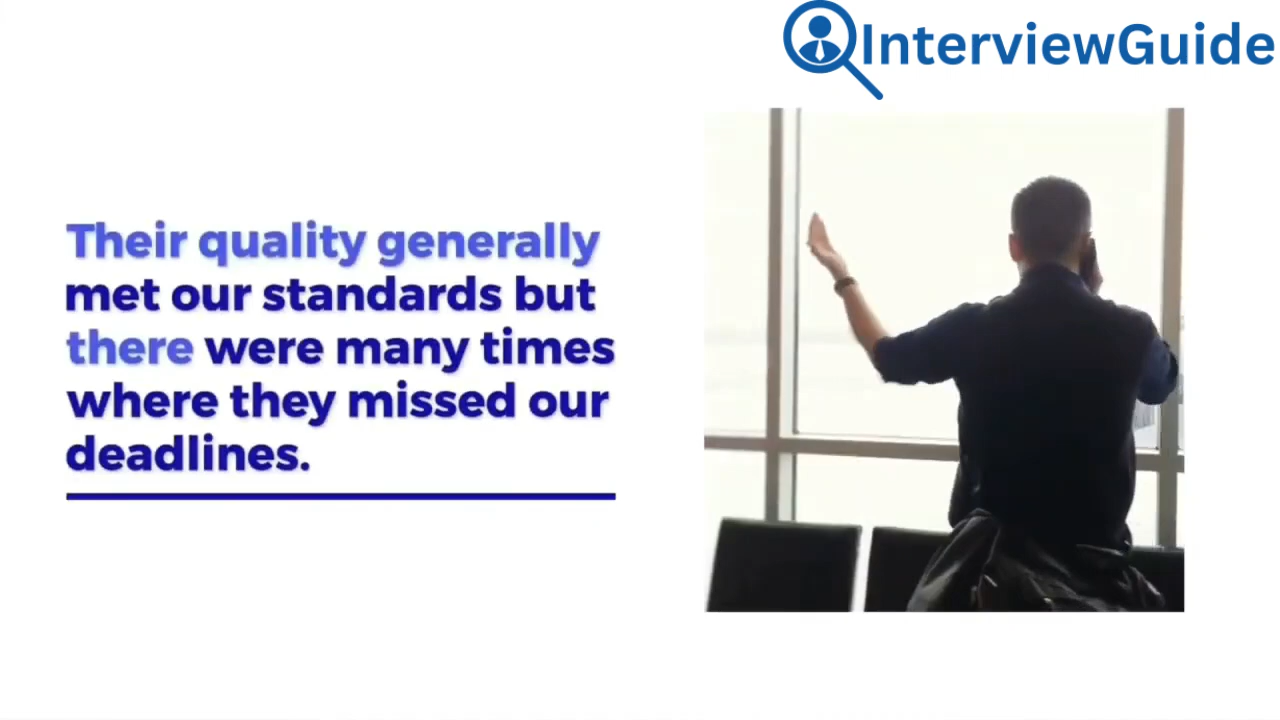 InterviewGuide
Their quality generally
met our standards but
there were many times
where they missed our
deadlines.